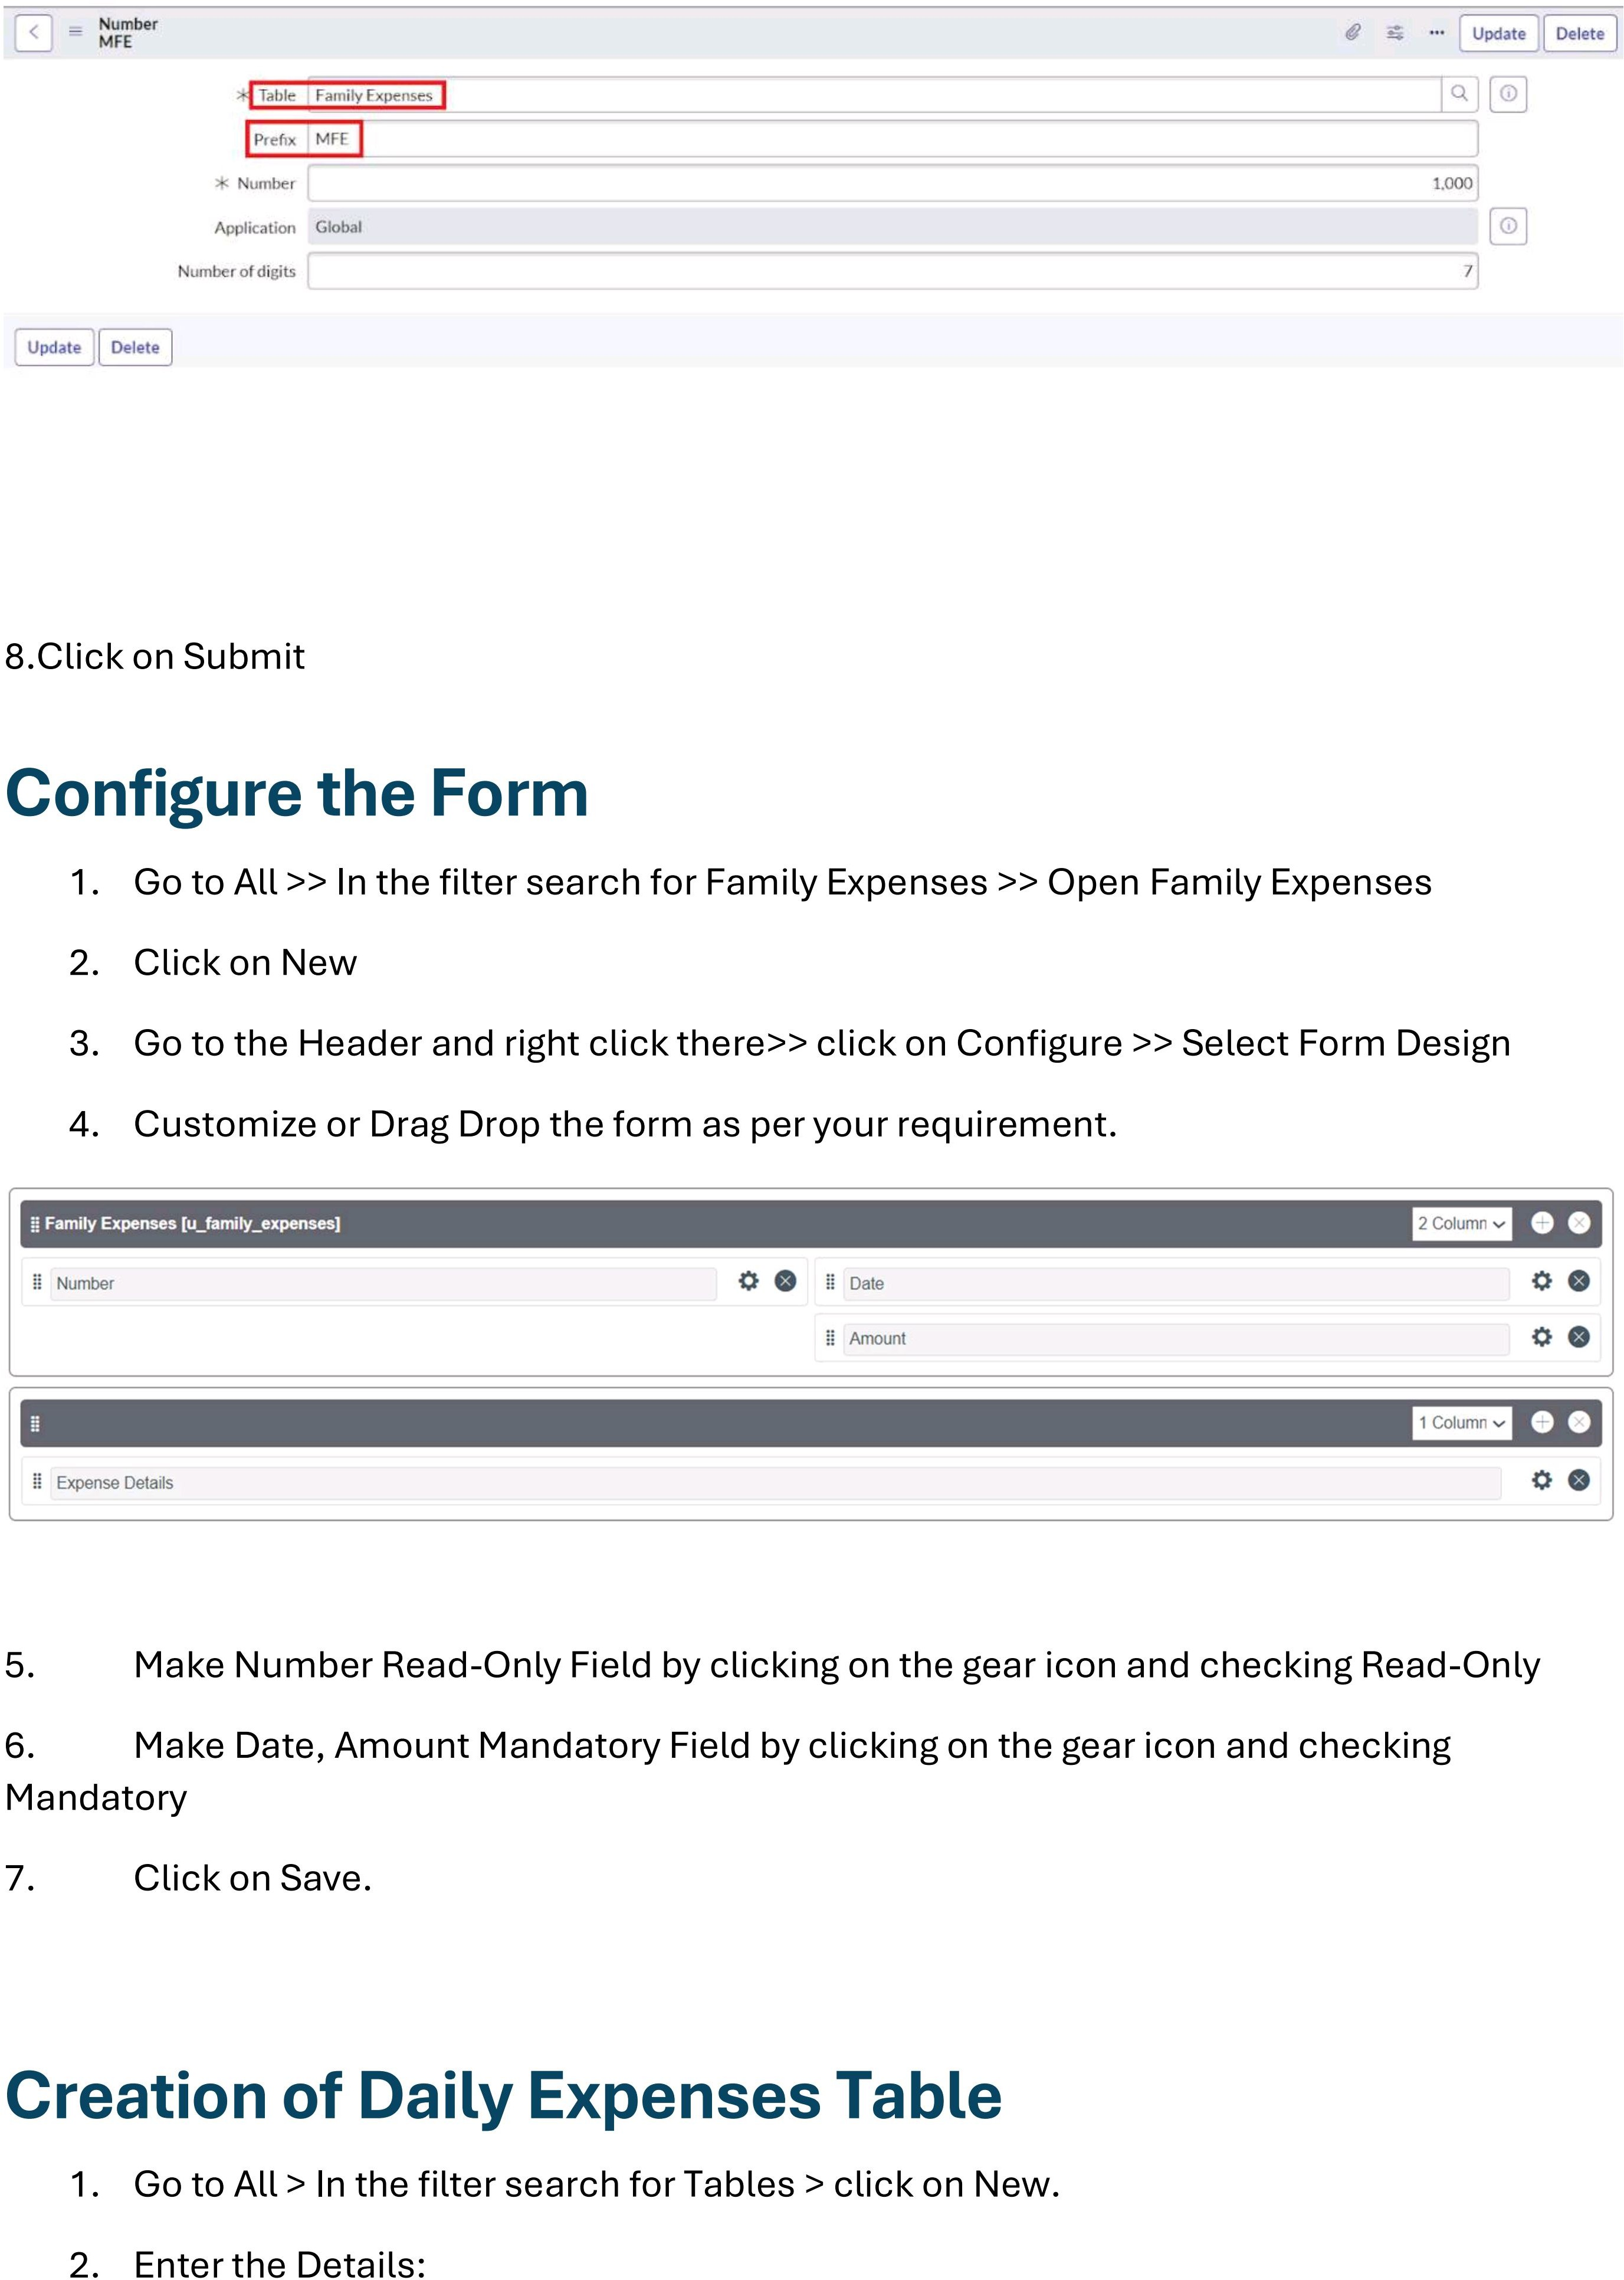 Number
MFE
Update
Delete
* Table Family Expenses
Prefix MFE
* Number 1,000
Application Global
Number of digits 7
Update Delete
8.Click on Submit
Configure the Form
1. Go to All >> In the filter search for Family Expenses >> Open Family Expenses
2. Click on New
3. Go to the Header and right click there>> click on Configure >> Select Form Design
4. Customize or Drag Drop the form as per your requirement.
Family Expenses [u_family_expenses] 2 Column
Number Date
Amount
1 Column
Expense Details
5. Make Number Read-Only Field by clicking on the gear icon and checking Read-Only
6. Make Date, Amount Mandatory Field by clicking on the gear icon and checking
Mandatory
7. Click on Save.
Creation of Daily Expenses Table
1. Go to All > In the filter search for Tables > click on New.
2. Enter the Details: